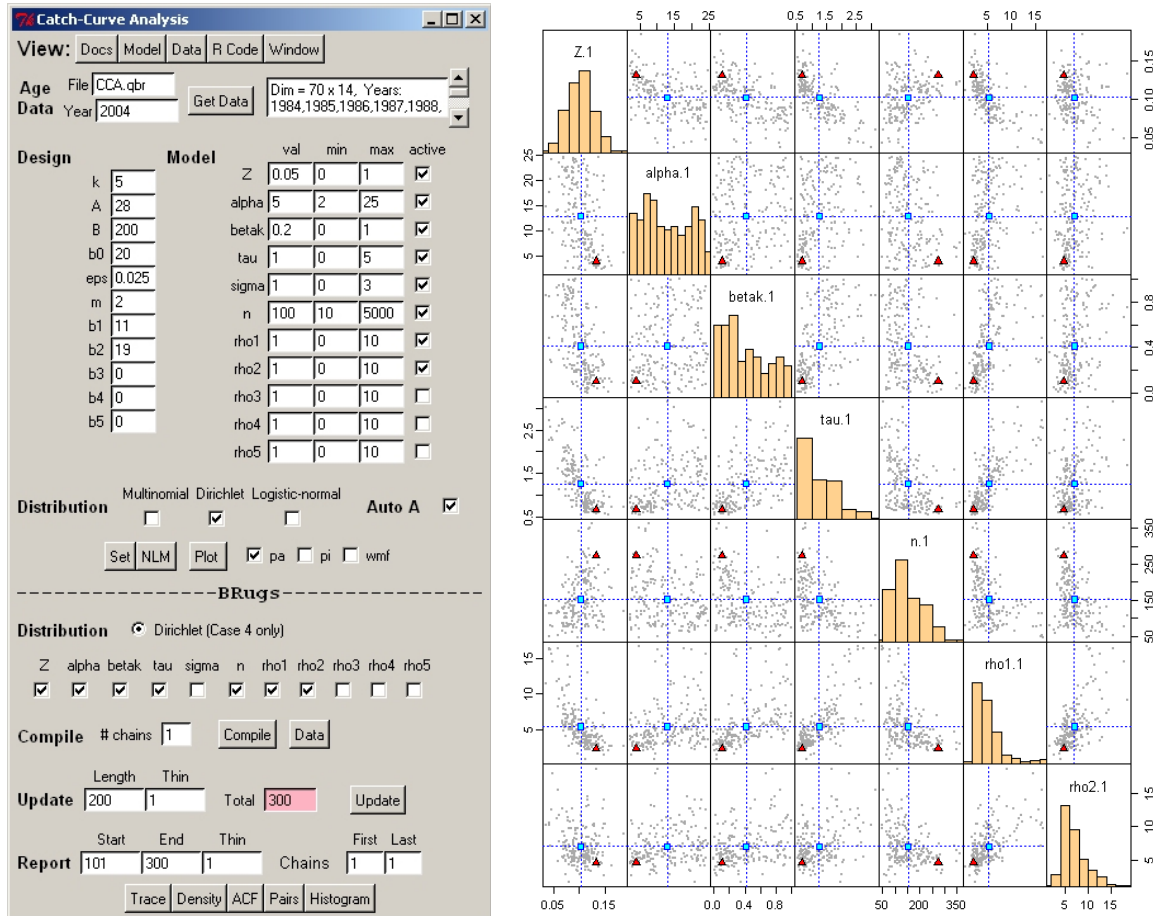 Catch-Curve Analysis
View: Docs Model Data R Code Window
Age Data File CCA.qbr
Year 2004
Get Data
Dim = 70 x 14, Years:
1984,1985,1986,1987,1988,
Design Model val min max active
k 5
A 28
B 200
b0 20
eps 0.025
m 2
b1 11
b2 19
b3 0
b4 0
b5 0
Z 0.05 0 1
alpha 5 2 25
betak 0.2 0 1
tau 1 0 5
sigma 1 0 3
n 100 10 5000
rho1 1 0 10
rho2 1 0 10
rho3 1 0 10
rho4 1 0 10
rho5 1 0 10
Distribution Multinomial Dirichlet Logistic-normal Auto A
Set NLM Plot pa pi wmf
BRugs
Distribution Dirichlet (Case 4 only)
Z alpha betak tau sigma n rho1 rho2 rho3 rho4 rho5
Compile # chains 1 Compile Data
Length Thin
Update 200 1 Total 300 Update
Start End Thin First Last
Report 101 300 1 Chains 1 1
Trace Density ACF Pairs Histogram
5 15 25 0.5 1.5 2.5 5 10 15
Z.1
0.05 0.10 0.15
alpha.1
5 10 15 20 25
betak.1
0.0 0.4 0.8
tau.1
0.5 1.5 2.5
n.1
50 150 250 350
rho1.1
5 10 15
rho2.1
5 10 15
0.05 0.15 0.0 0.4 0.8 50 150 250 350 5 10 15